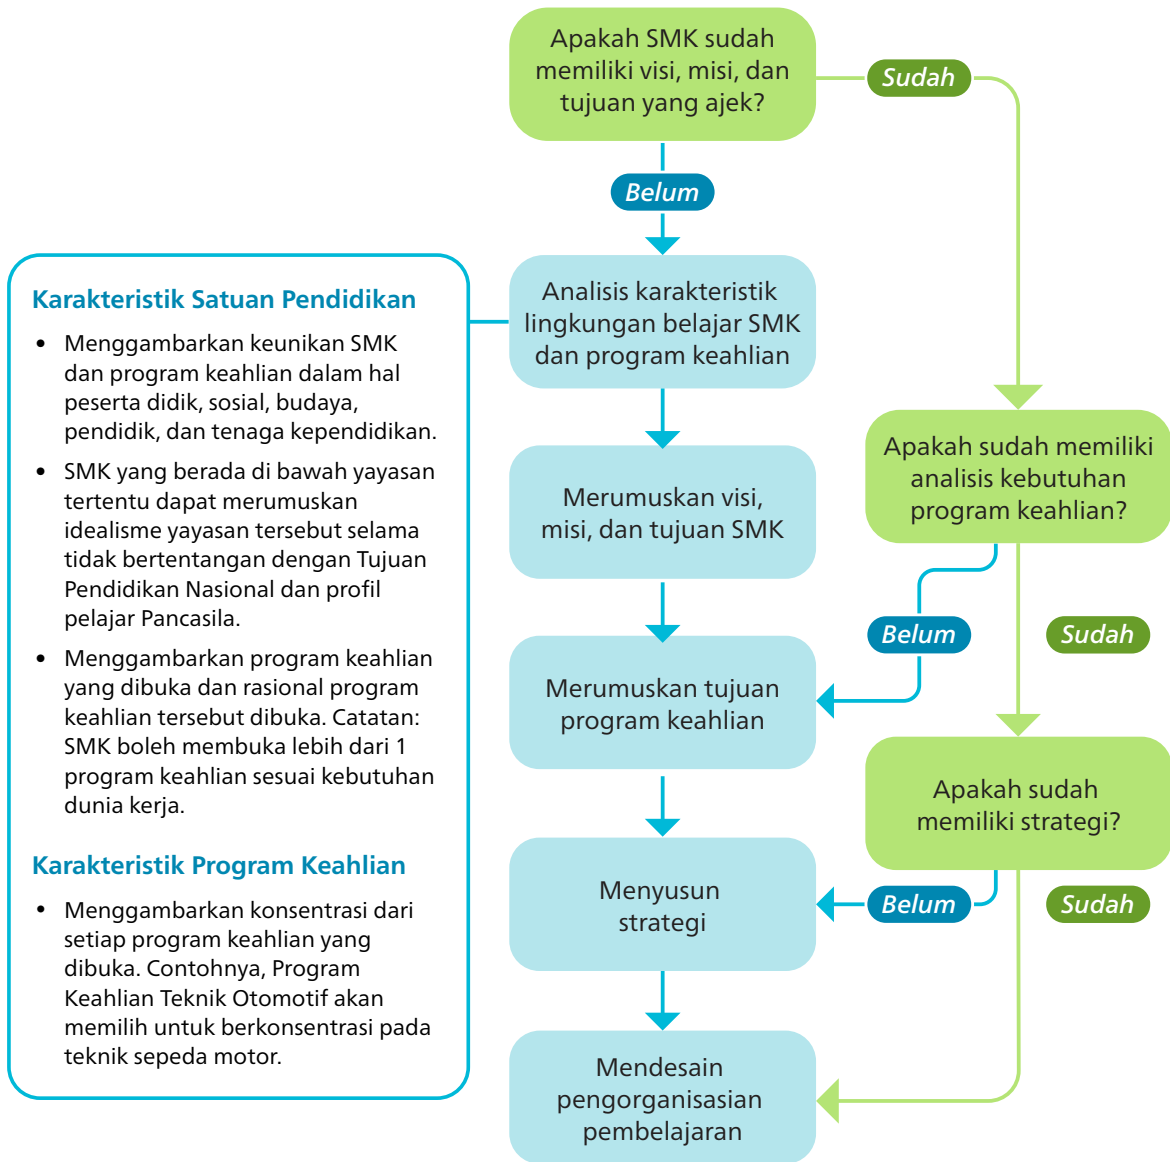 Apakah SMK sudah
memiliki visi, misi, dan
tujuan yang ajek?
Sudah
Belum
Karakteristik Satuan Pendidikan
• Menggambarkan keunikan SMK
dan program keahlian dalam hal
peserta didik, sosial, budaya,
pendidik, dan tenaga kependidikan.
• SMK yang berada di bawah yayasan
tertentu dapat merumuskan
idealisme yayasan tersebut selama
tidak bertentangan dengan Tujuan
Pendidikan Nasional dan profil
pelajar Pancasila.
• Menggambarkan program keahlian
yang dibuka dan rasional program
keahlian tersebut dibuka. Catatan:
SMK boleh membuka lebih dari 1
program keahlian sesuai kebutuhan
dunia kerja.
Karakteristik Program Keahlian
• Menggambarkan konsentrasi dari
setiap program keahlian yang
dibuka. Contohnya, Program
Keahlian Teknik Otomotif akan
memilih untuk berkonsentrasi pada
teknik sepeda motor.
Analisis karakteristik
lingkungan belajar SMK
dan program keahlian
Merumuskan visi,
misi, dan tujuan SMK
Apakah sudah memiliki
analisis kebutuhan
program keahlian?
Belum
Sudah
Merumuskan tujuan
program keahlian
Apakah sudah
memiliki strategi?
Belum
Sudah
Menyusun
strategi
Mendesain
pengorganisasian
pembelajaran